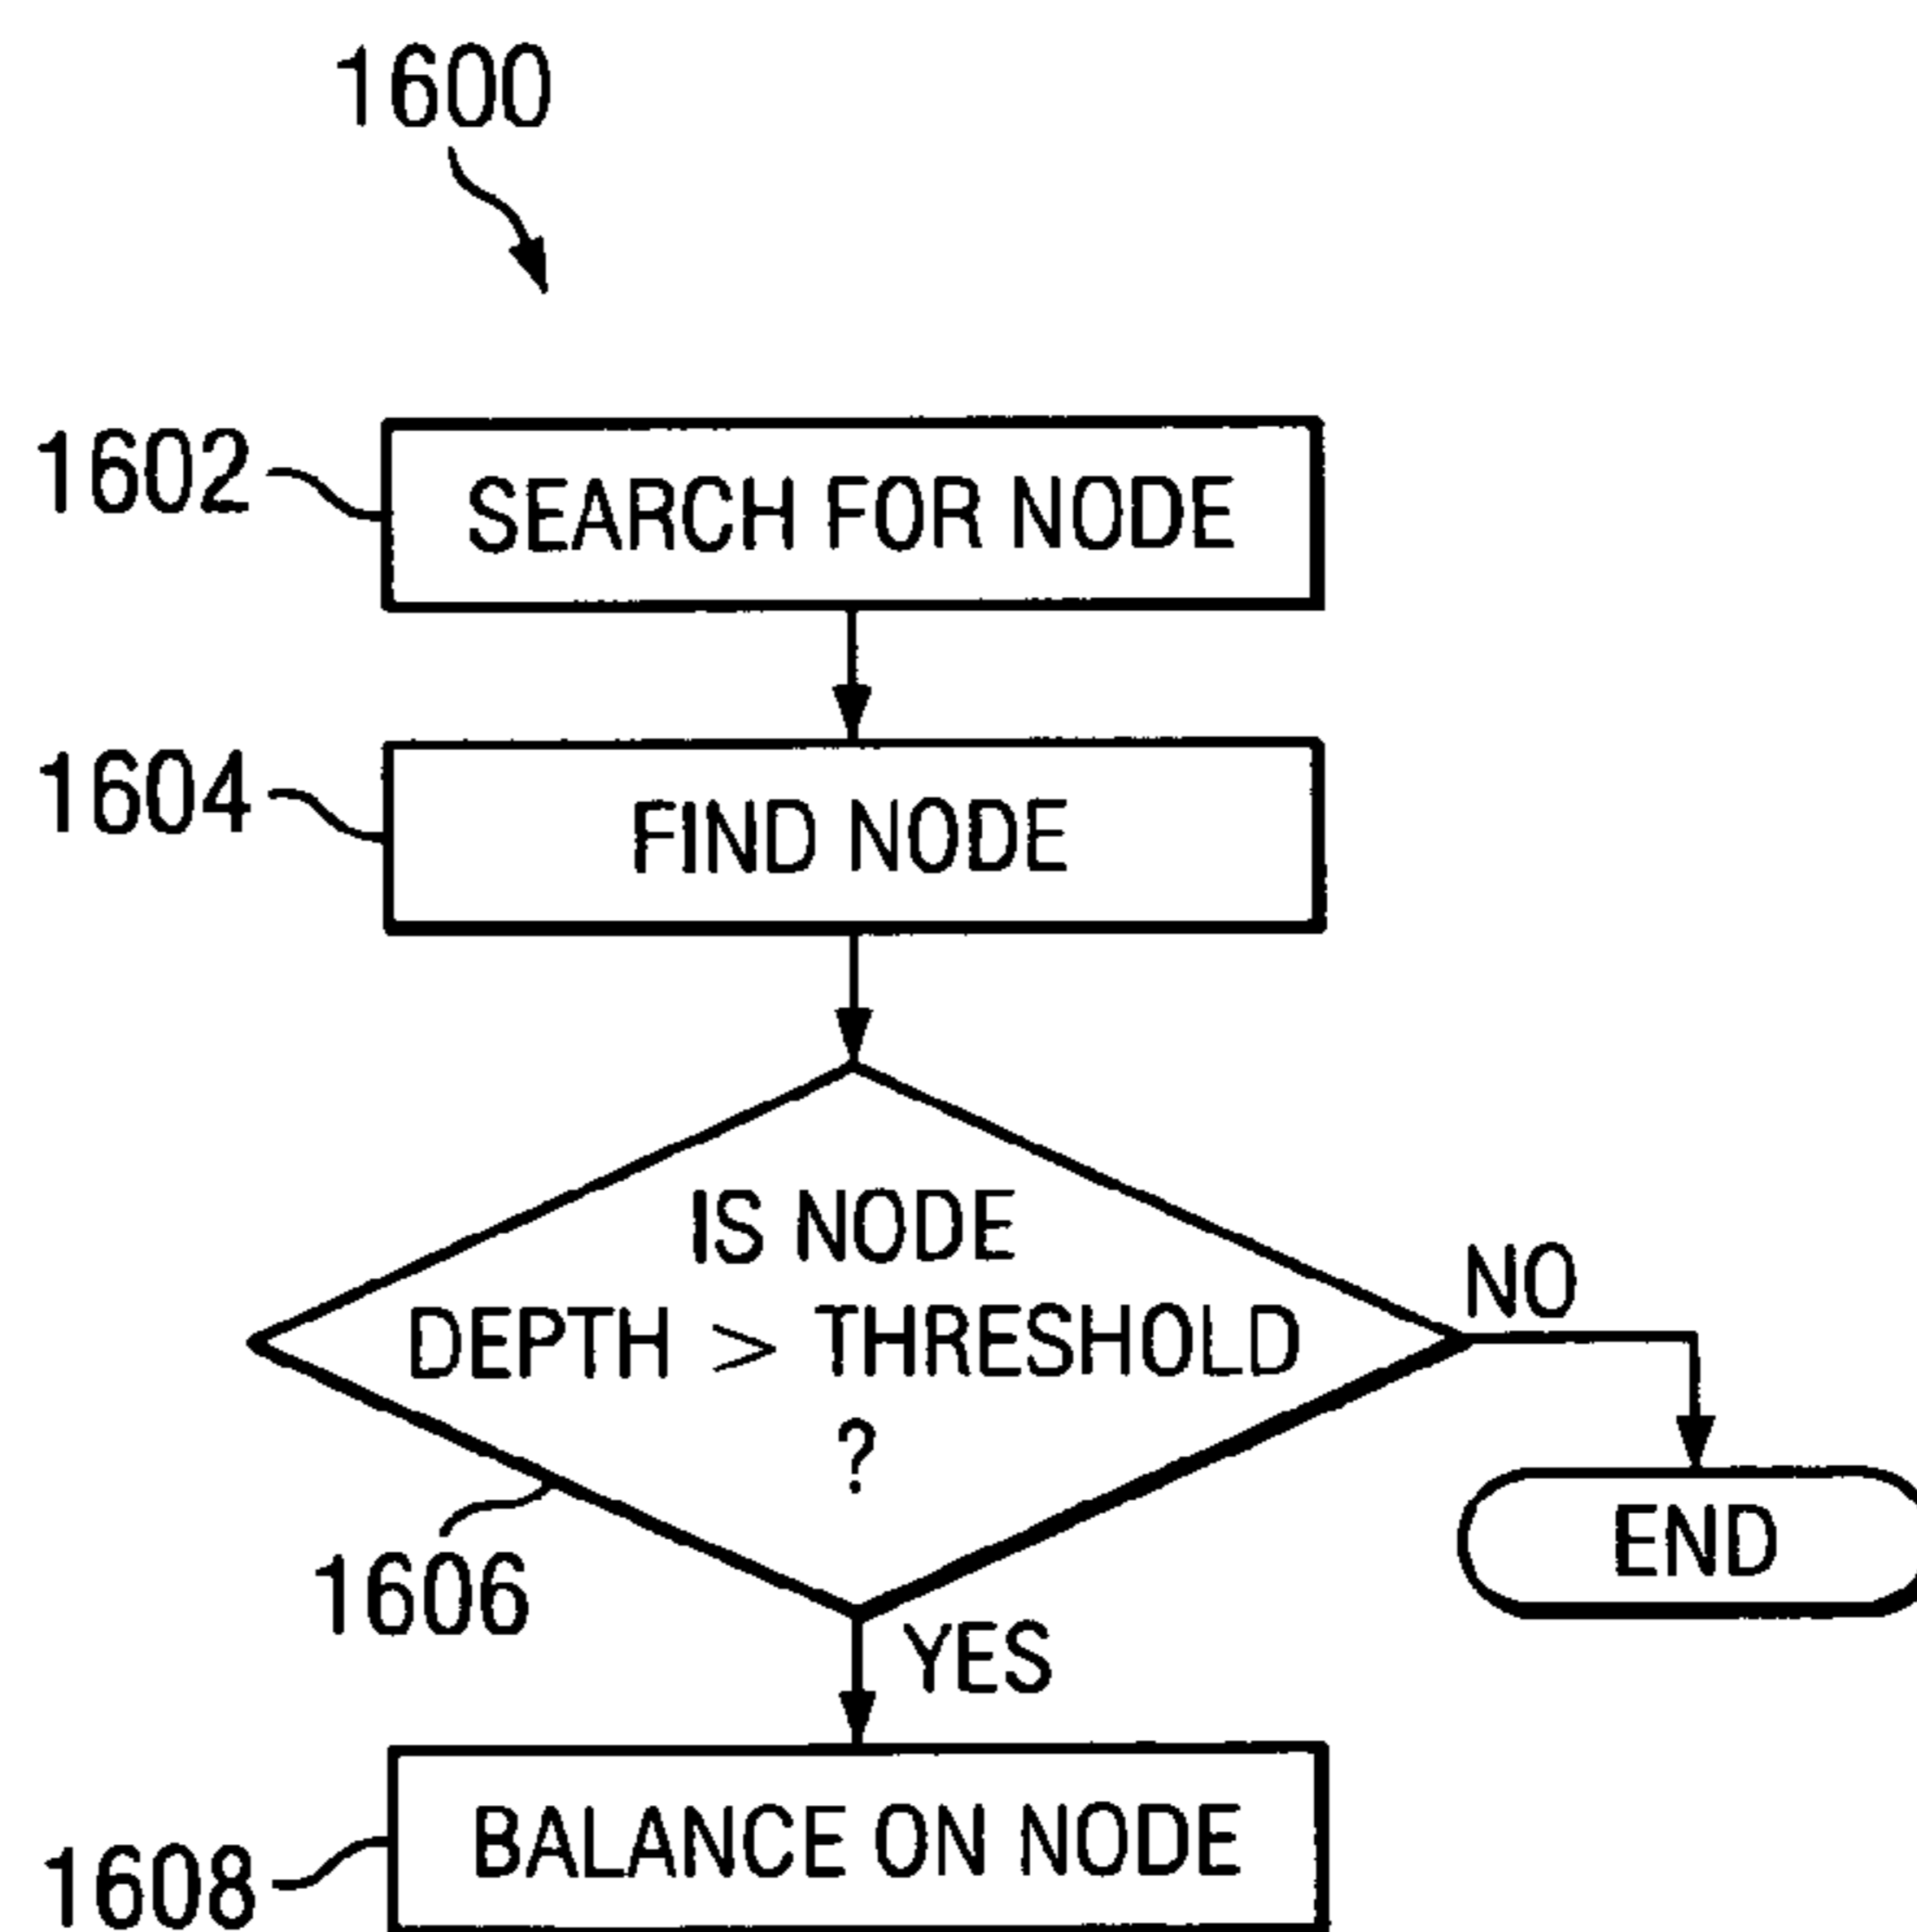 1600
1602
SEARCH FOR NODE
1604
FIND NODE
IS NODE
DEPTH > THRESHOLD
?
NO
END
1606
YES
BALANCE ON NODE
1608